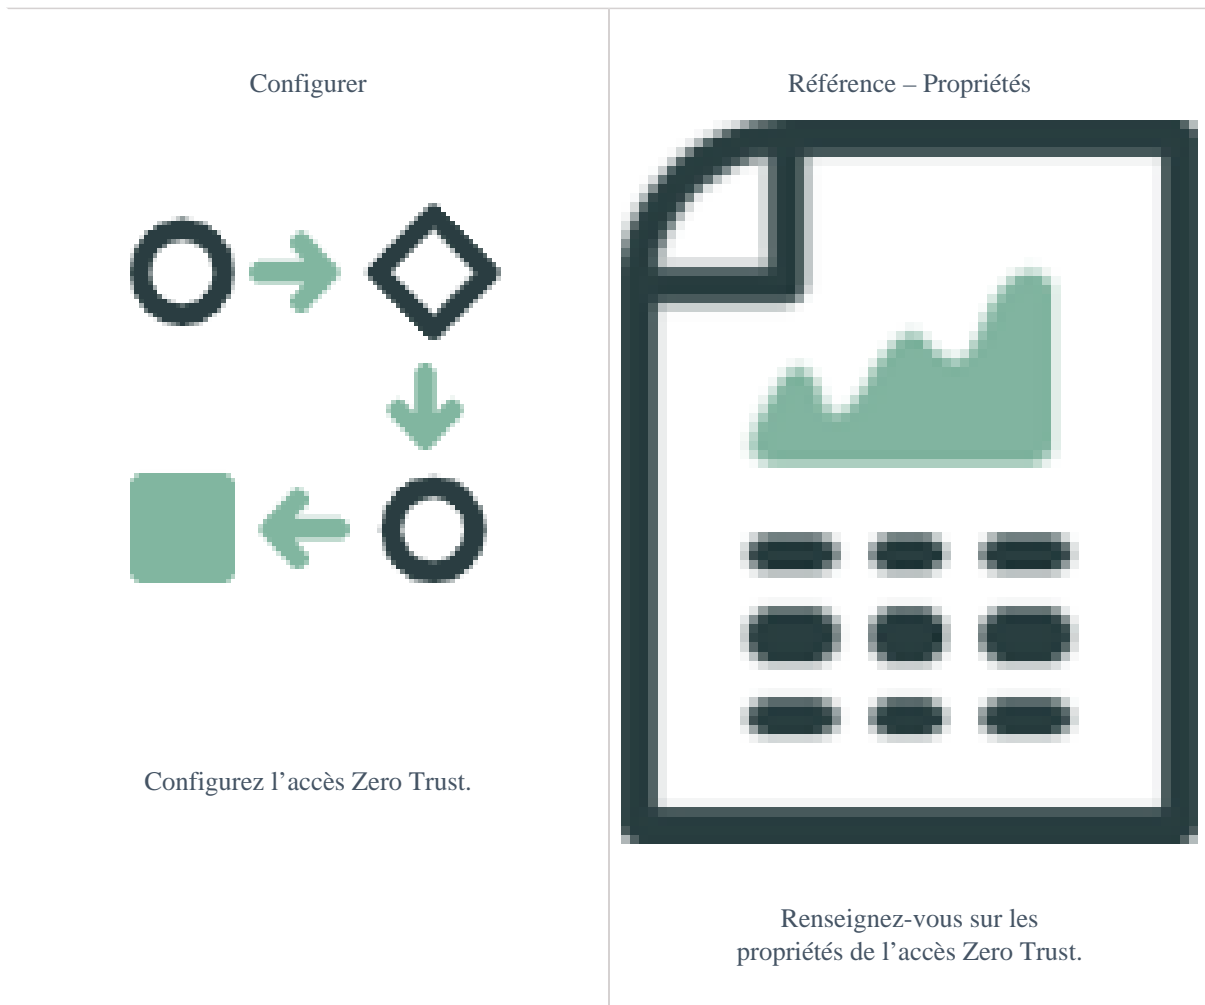 Configurer
Configurez l’accès Zero Trust.
Référence – Propriétés
Renseignez-vous sur les
propriétés de l’accès Zero Trust.